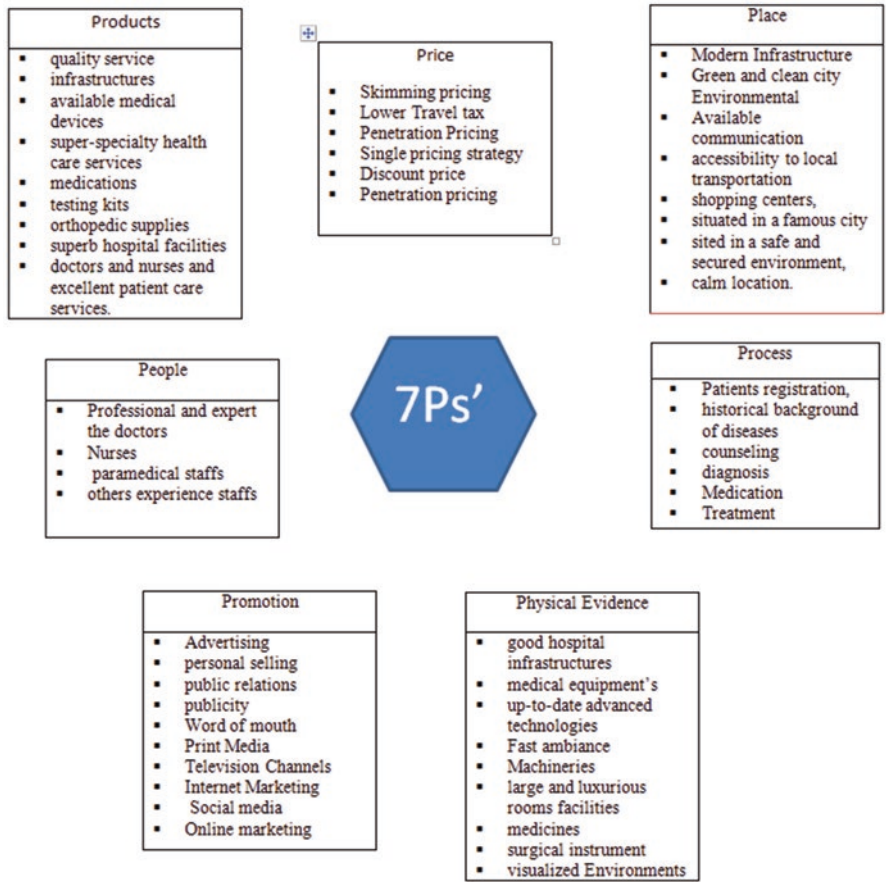 Products
▪ quality service
▪ infrastructures
▪ available medical
devices
▪ super-specialty health
care services
▪ medications
▪ testing kits
▪ orthopedic supplies
▪ superb hospital facilities
▪ doctors and nurses and
excellent patient care
services.
Price
▪ Skimming pricing
▪ Lower Travel tax
▪ Penetration Pricing
▪ Single pricing strategy
▪ Discount price
▪ Penetration pricing
Place
▪ Modern Infrastructure
▪ Green and clean city
Environmental
▪ Available
communication
▪ accessibility to local
transportation
▪ shopping centers,
▪ situated in a famous city
▪ sited in a safe and
secured environment,
▪ calm location.
People
▪ Professional and expert
the doctors
▪ Nurses
▪ paramedical staffs
▪ others experience staffs
7Ps’
Process
▪ Patients registration,
▪ historical background
of diseases
▪ counseling
▪ diagnosis
▪ Medication
▪ Treatment
Promotion
▪ Advertising
▪ personal selling
▪ public relations
▪ publicity
▪ Word of mouth
▪ Print Media
▪ Television Channels
▪ Internet Marketing
▪ Social media
▪ Online marketing
Physical Evidence
▪ good hospital
infrastructures
▪ medical equipment’s
▪ up-to-date advanced
technologies
▪ Fast ambiance
▪ Machineries
▪ large and luxurious
rooms facilities
▪ medicines
▪ surgical instrument
▪ visualized Environments